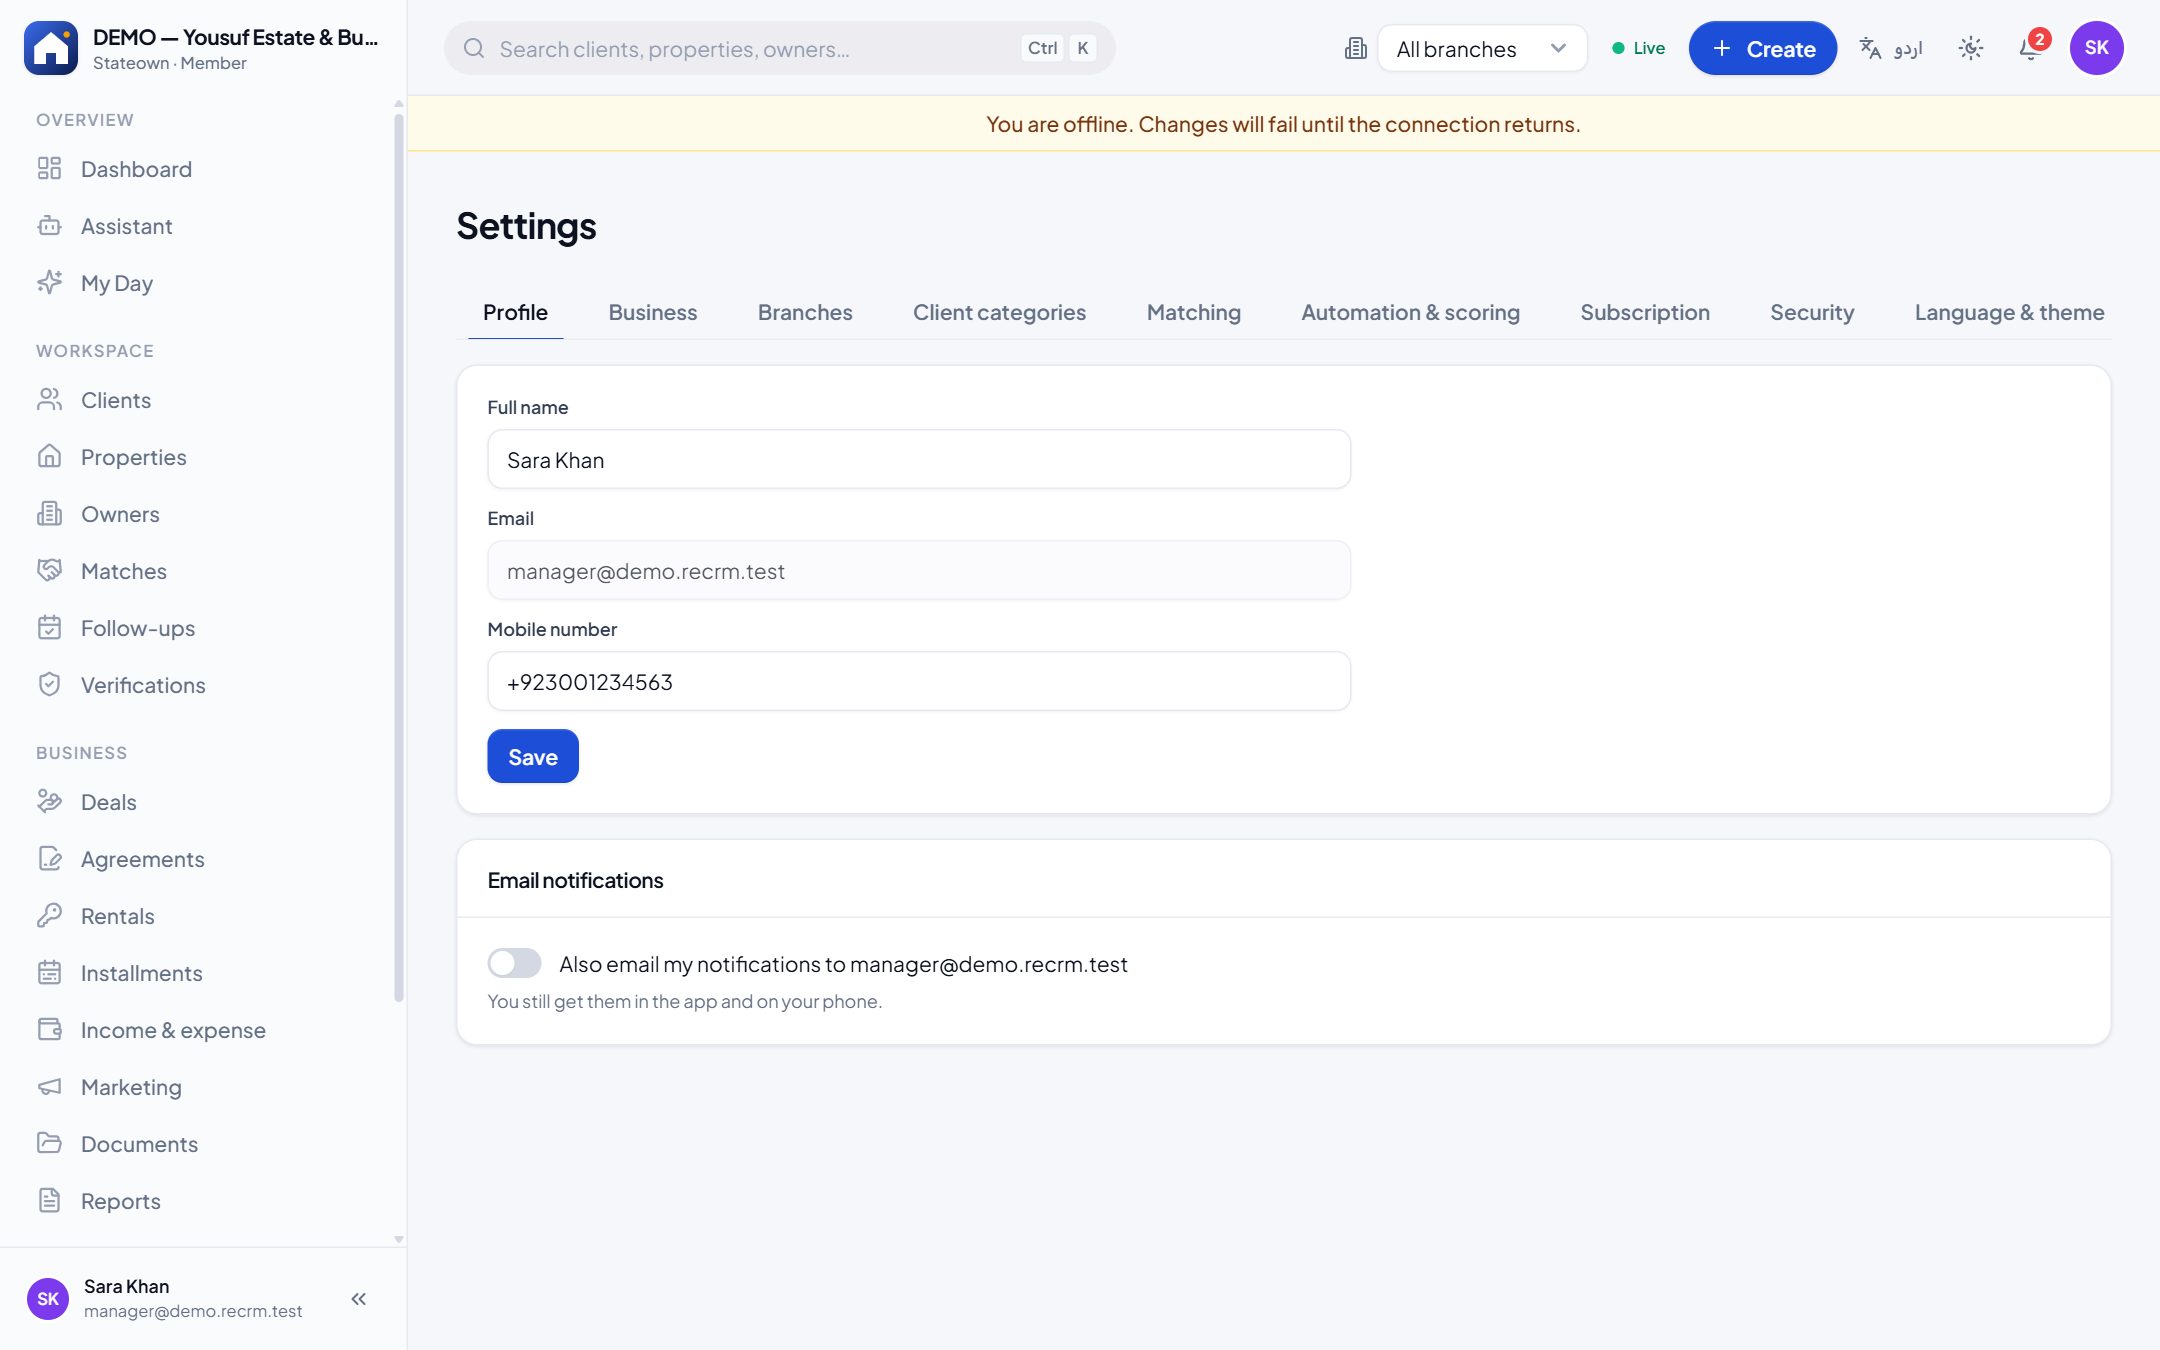 DEMO — Yousuf Estate & Bu...
Stateown · Member
Search clients, properties, owners...
Ctrl K
All branches
Live
Create
اردو
2
SK
You are offline. Changes will fail until the connection returns.
OVERVIEW
Dashboard
Assistant
My Day
WORKSPACE
Clients
Properties
Owners
Matches
Follow-ups
Verifications
BUSINESS
Deals
Agreements
Rentals
Installments
Income & expense
Marketing
Documents
Reports
SK
Sara Khan
manager@demo.recrm.test
Settings
Profile
Business
Branches
Client categories
Matching
Automation & scoring
Subscription
Security
Language & theme
Full name
Sara Khan
Email
manager@demo.recrm.test
Mobile number
+923001234563
Save
Email notifications
Also email my notifications to manager@demo.recrm.test
You still get them in the app and on your phone.